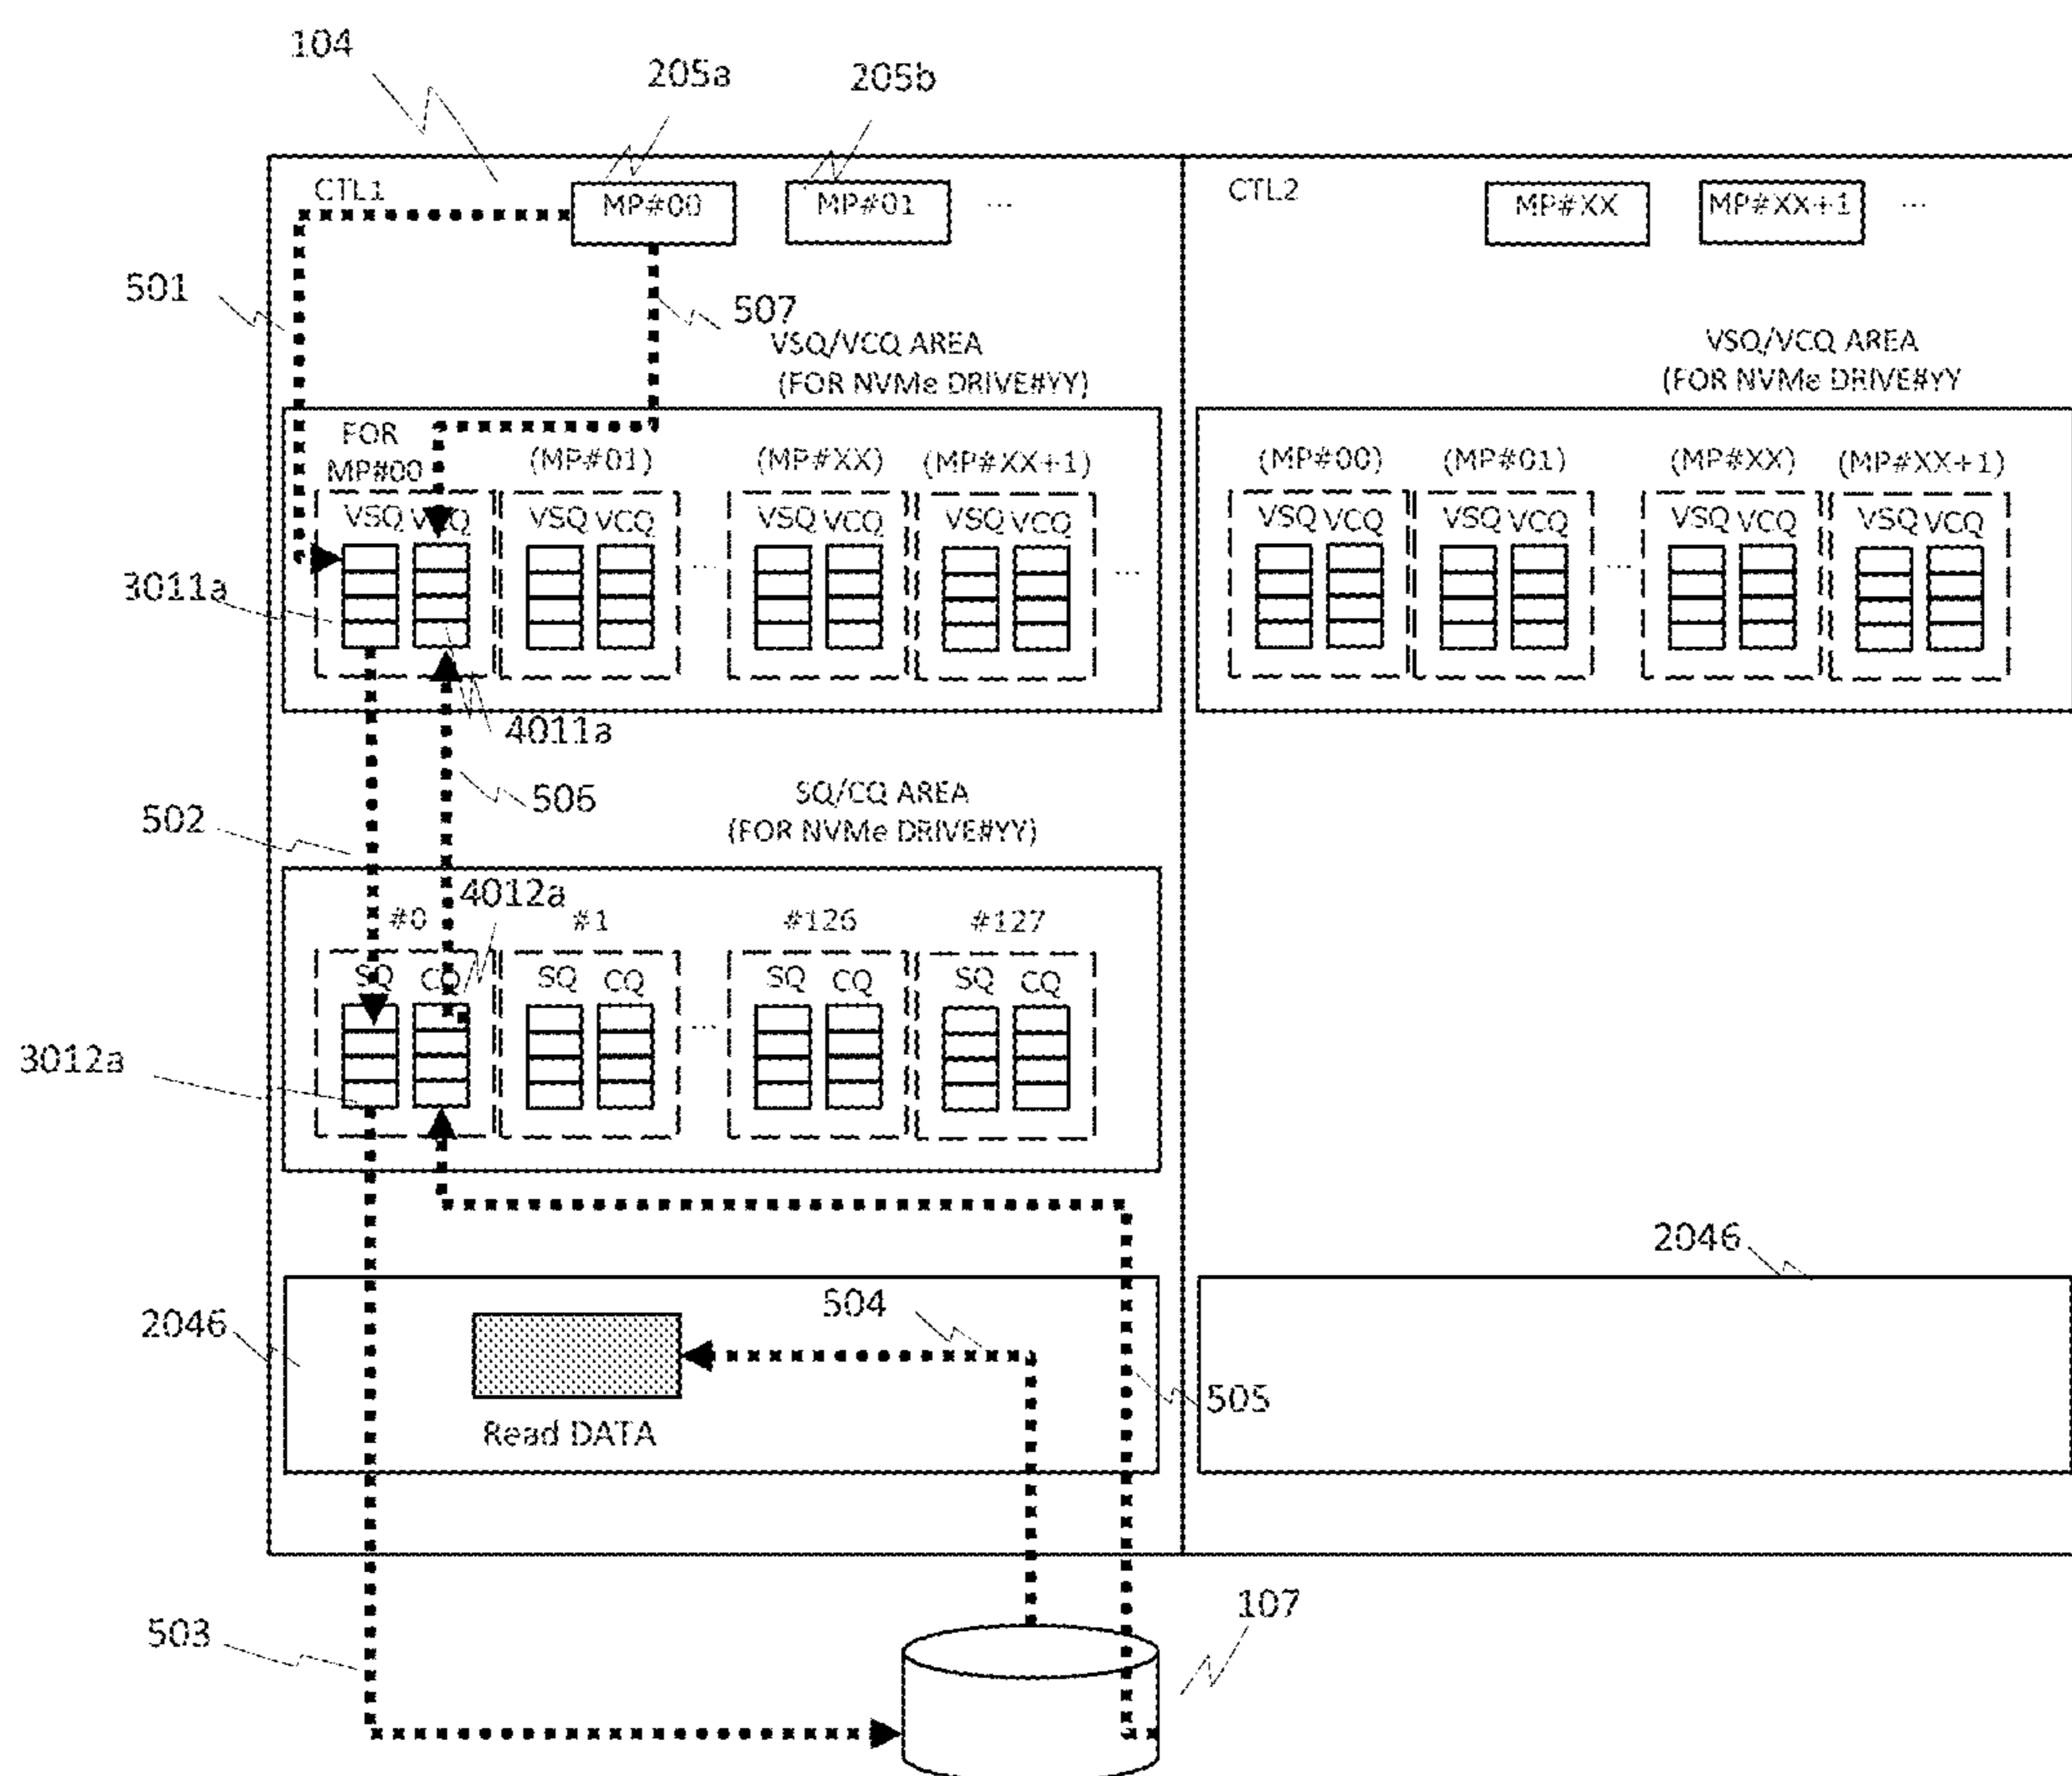 104
205a
205b
CTL1
MP#00
MP#01
...
CTL2
MP#XX
MP#XX+1
...
501
507
VSQ/VCQ AREA
(FOR NVMe DRIVE#YY)
VSQ/VCQ AREA
(FOR NVMe DRIVE#YY
FOR
MP#00
(MP#01)
(MP#XX)
(MP#XX+1)
(MP#00)
(MP#01)
(MP#XX)
(MP#XX+1)
VSQ VCQ
VSQ VCQ
VSQ VCQ
VSQ VCQ
VSQ VCQ
VSQ VCQ
VSQ VCQ
VSQ VCQ
...
...
...
3011a
4011a
506
SQ/CQ AREA
(FOR NVMe DRIVE#YY)
502
4012a
#0
#1
#126
#127
SQ CQ
SQ CQ
SQ CQ
SQ CQ
...
3012a
2046
504
2046
505
Read DATA
107
503